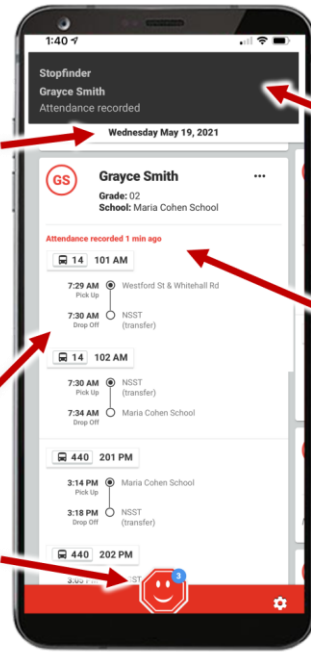 1:40
Stopfinder
Grayce Smith
Attendance recorded
Wednesday May 19, 2021
GS
Grayce Smith
Grade: 02
School: Maria Cohen School
Attendance recorded 1 min ago
14 101 AM
7:29 AM Westford St & Whitehall Rd
Pick Up
7:30 AM NSST
Drop Off (transfer)
14 102 AM
7:30 AM NSST
Pick Up (transfer)
7:34 AM Maria Cohen School
Drop Off
440 201 PM
3:14 PM Maria Cohen School
Pick Up
3:18 PM NSST
Drop Off (transfer)
440 202 PM
3